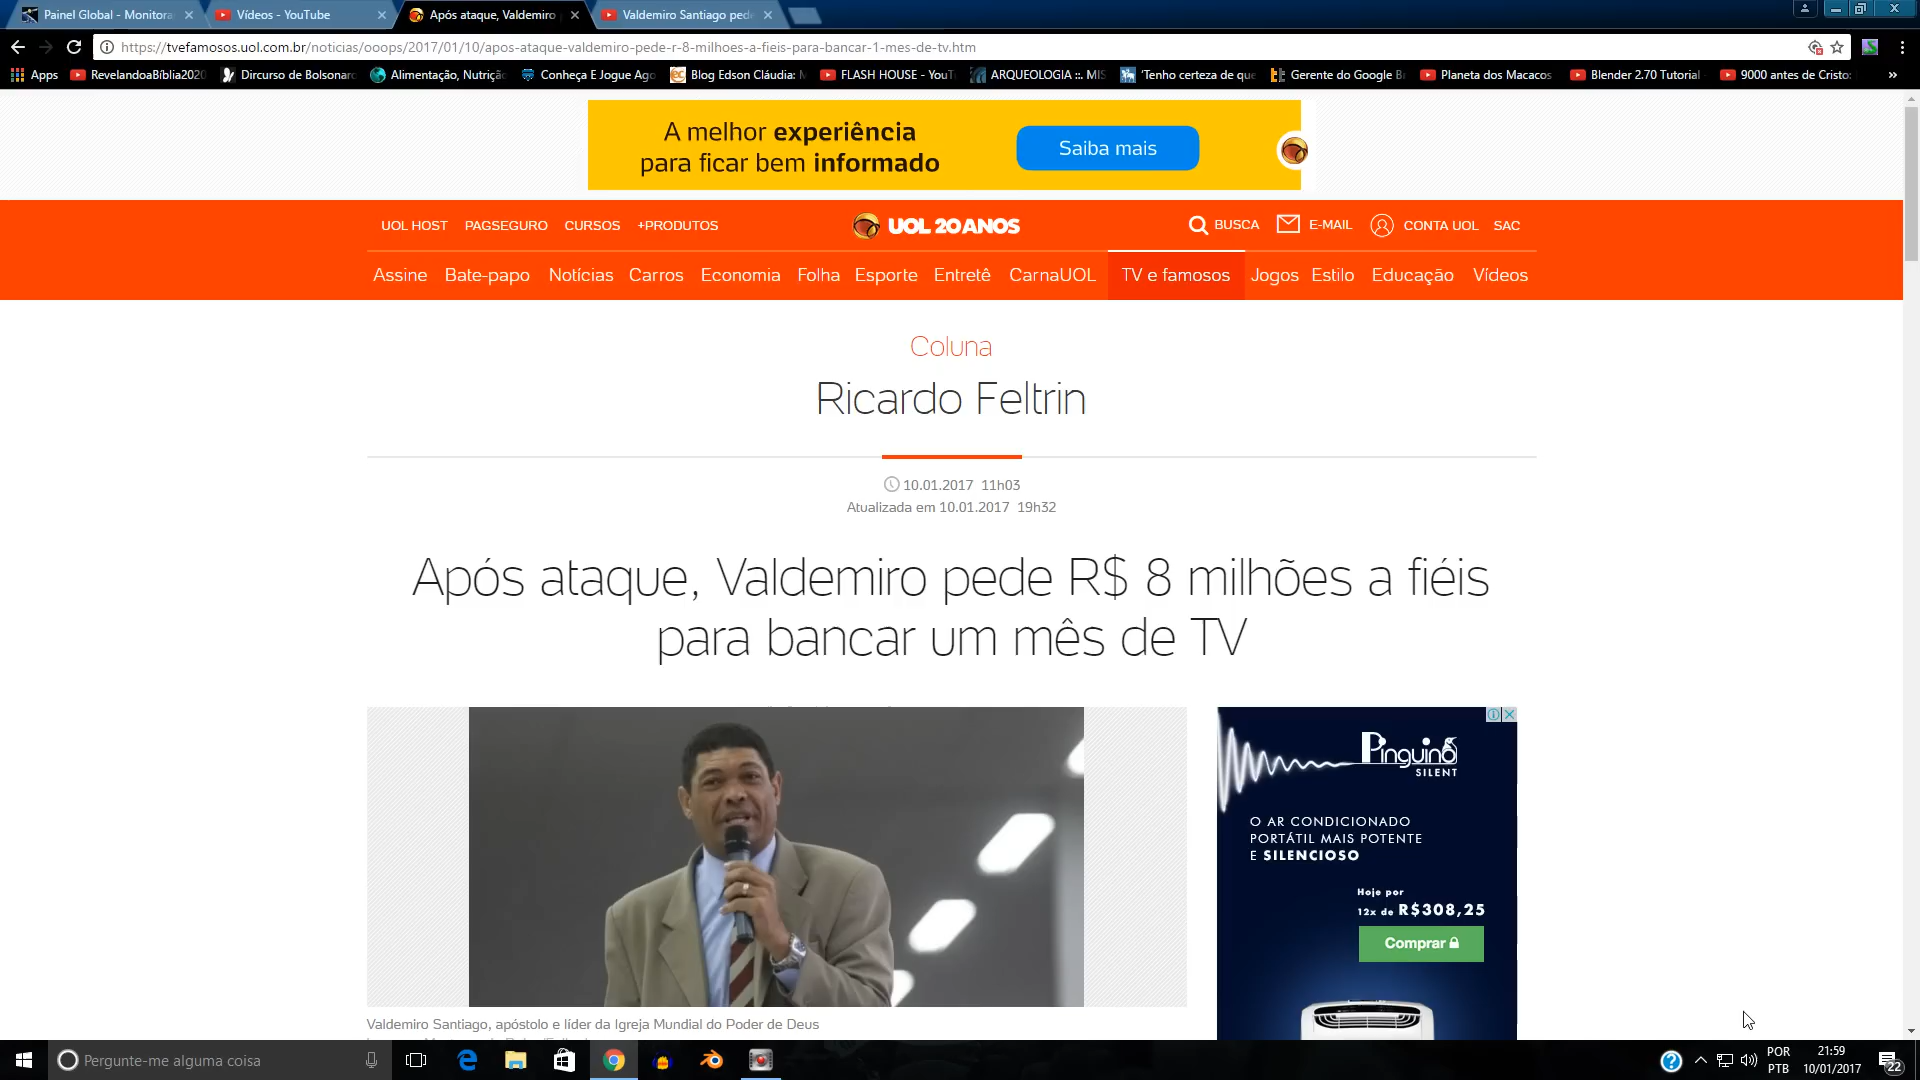 Painel Global - Monitora
Vídeos - YouTube
Após ataque, Valdemiro
Valdemiro Santiago ped
https://tvefamosos.uol.com.br/noticias/ooops/2017/01/10/apos-ataque-valdemiro-pede-r-8-milhoes-a-fieis-para-bancar-1-mes-de-tv.htm
Apps
RevelandoaBíblia2020
Dircurso de Bolsonar
Alimentação, Nutriçã
Conheça E Jogue Ago
Blog Edson Cláudia:
FLASH HOUSE - YouT
ARQUEOLOGIA ::. MIS
'Tenho certeza de que
Gerente do Google B
Planeta dos Macacos
Blender 2.70 Tutorial
9000 antes de Cristo:
»
A melhor experiência
para ficar bem informado
Saiba mais
UOL HOST
PAGSEGURO
CURSOS
+PRODUTOS
UOL 20 ANOS
BUSCA
E-MAIL
CONTA UOL
SAC
Assine
Bate-papo
Notícias
Carros
Economia
Folha
Esporte
Entretê
CarnaUOL
TV e famosos
Jogos
Estilo
Educação
Vídeos
Coluna
Ricardo Feltrin
10.01.2017 11h03
Atualizada em 10.01.2017 19h32
Após ataque, Valdemiro pede R$ 8 milhões a fiéis
para bancar um mês de TV
Pinguino
SILENT
O AR CONDICIONADO
PORTÁTIL MAIS POTENTE
E SILENCIOSO
Hoje por
12x de R$308,25
Comprar
Valdemiro Santiago, apóstolo e líder da Igreja Mundial do Poder de Deus
Pergunte-me alguma coisa
POR
PTB
21:59
10/01/2017
22